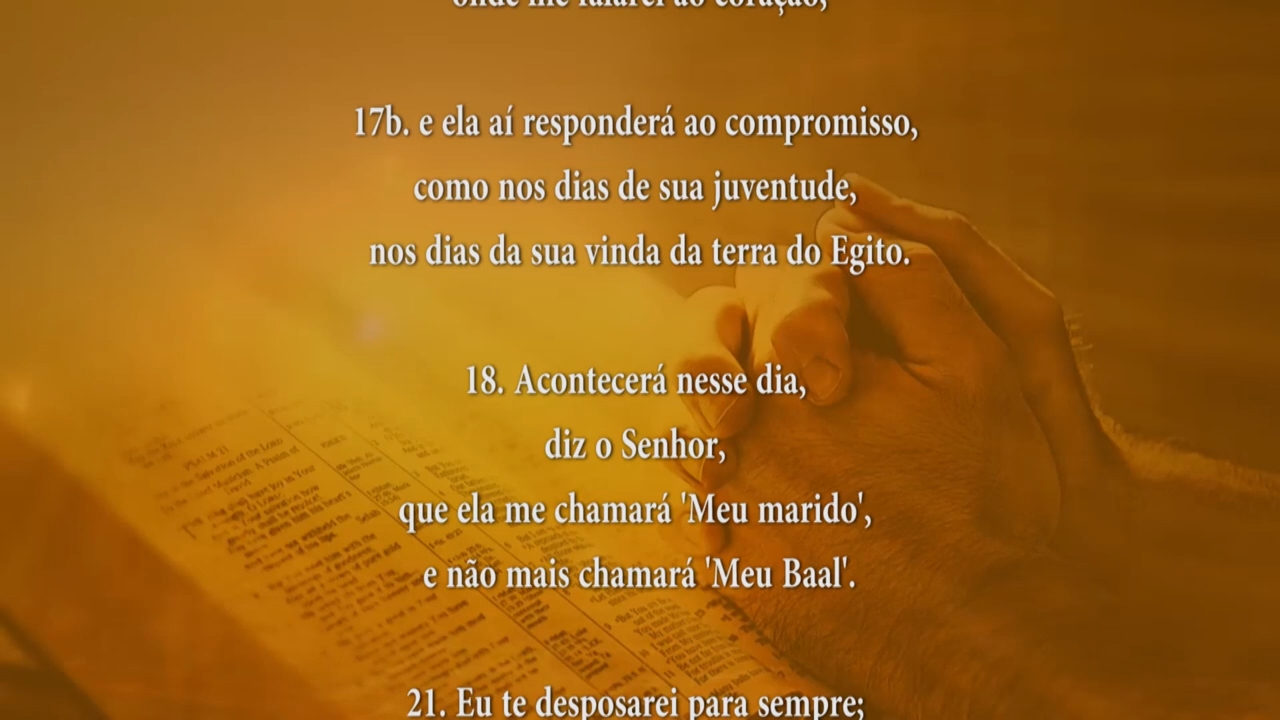 onde lhe falarei ao coração,
17b. e ela aí responderá ao compromisso,
como nos dias de sua juventude,
nos dias da sua vinda da terra do Egito.
18. Acontecerá nesse dia,
diz o Senhor,
que ela me chamará 'Meu marido',
e não mais chamará 'Meu Baal'.
21. Eu te desposarei para sempre;